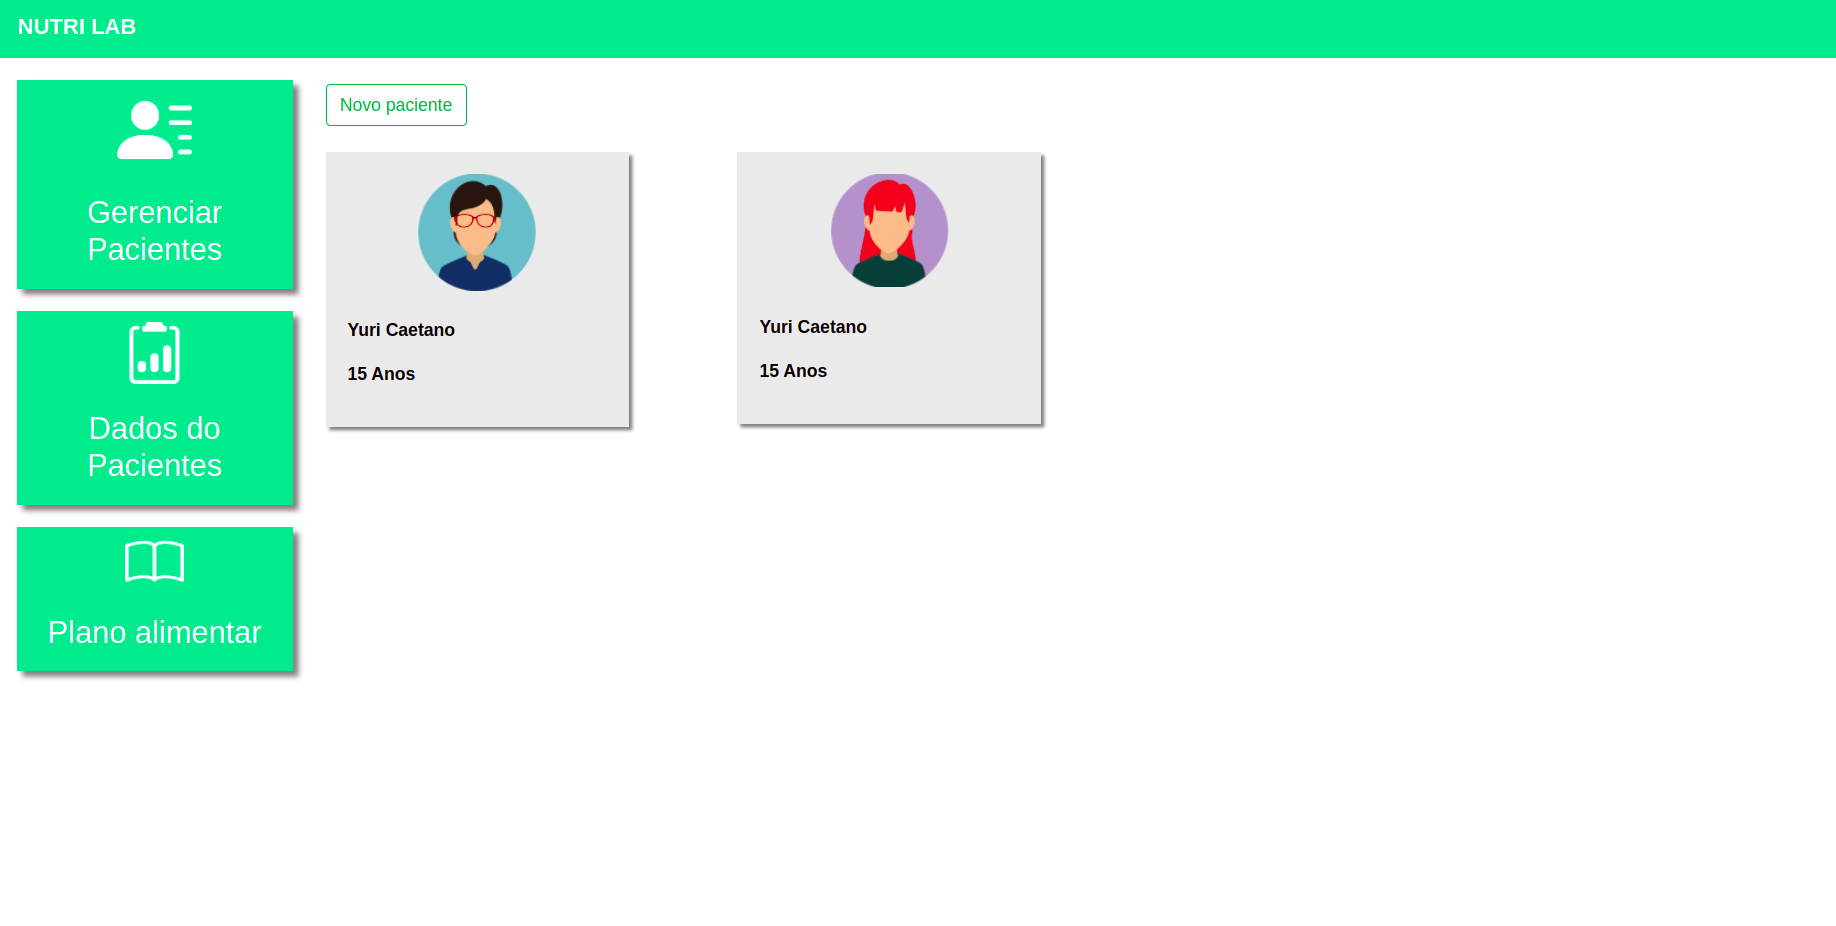 NUTRI LAB
Gerenciar
Pacientes
Dados do
Pacientes
Plano alimentar
Novo paciente
Yuri Caetano
15 Anos
Yuri Caetano
15 Anos